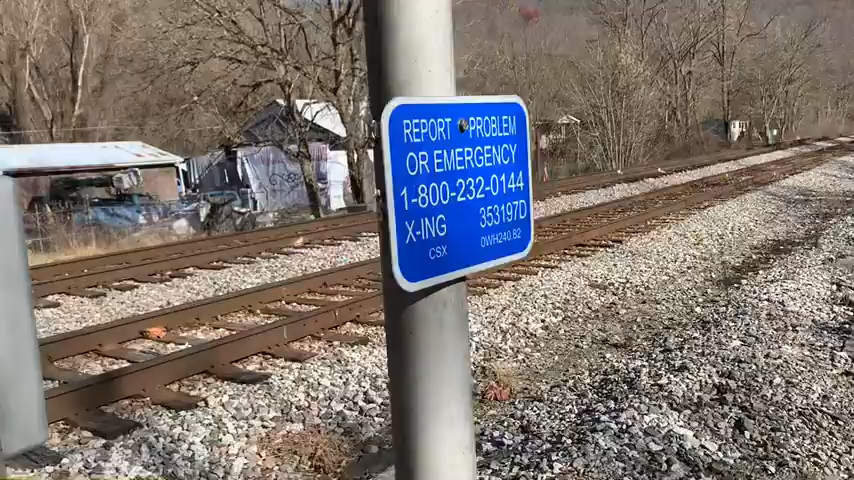 REPORT PROBLEM
OR EMERGENCY
1-800-232-0144
X-ING 353197D
CSX 0WH240.82